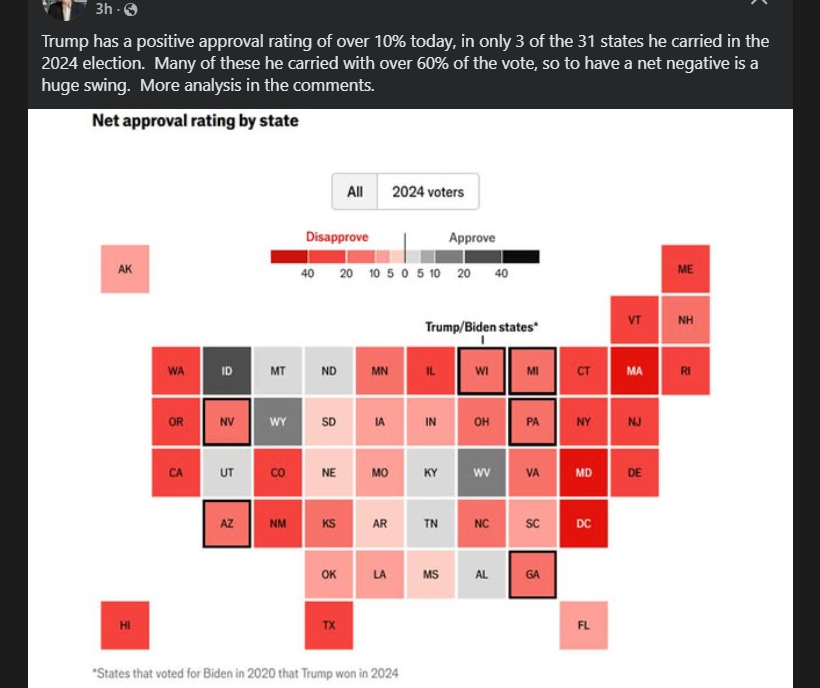 3h ·
Trump has a positive approval rating of over 10% today, in only 3 of the 31 states he carried in the
2024 election.  Many of these he carried with over 60% of the vote, so to have a net negative is a
huge swing.  More analysis in the comments.
Net approval rating by state
All 2024 voters
Disapprove Approve
40 20 10 5 0 5 10 20 40
AK ME
Trump/Biden states*
VT NH
WA ID MT ND MN IL WI MI CT MA RI
OR NV WY SD IA IN OH PA NY NJ
CA UT CO NE MO KY WV VA MD DE
AZ NM KS AR TN NC SC DC
OK LA MS AL GA
HI TX FL
*States that voted for Biden in 2020 that Trump won in 2024